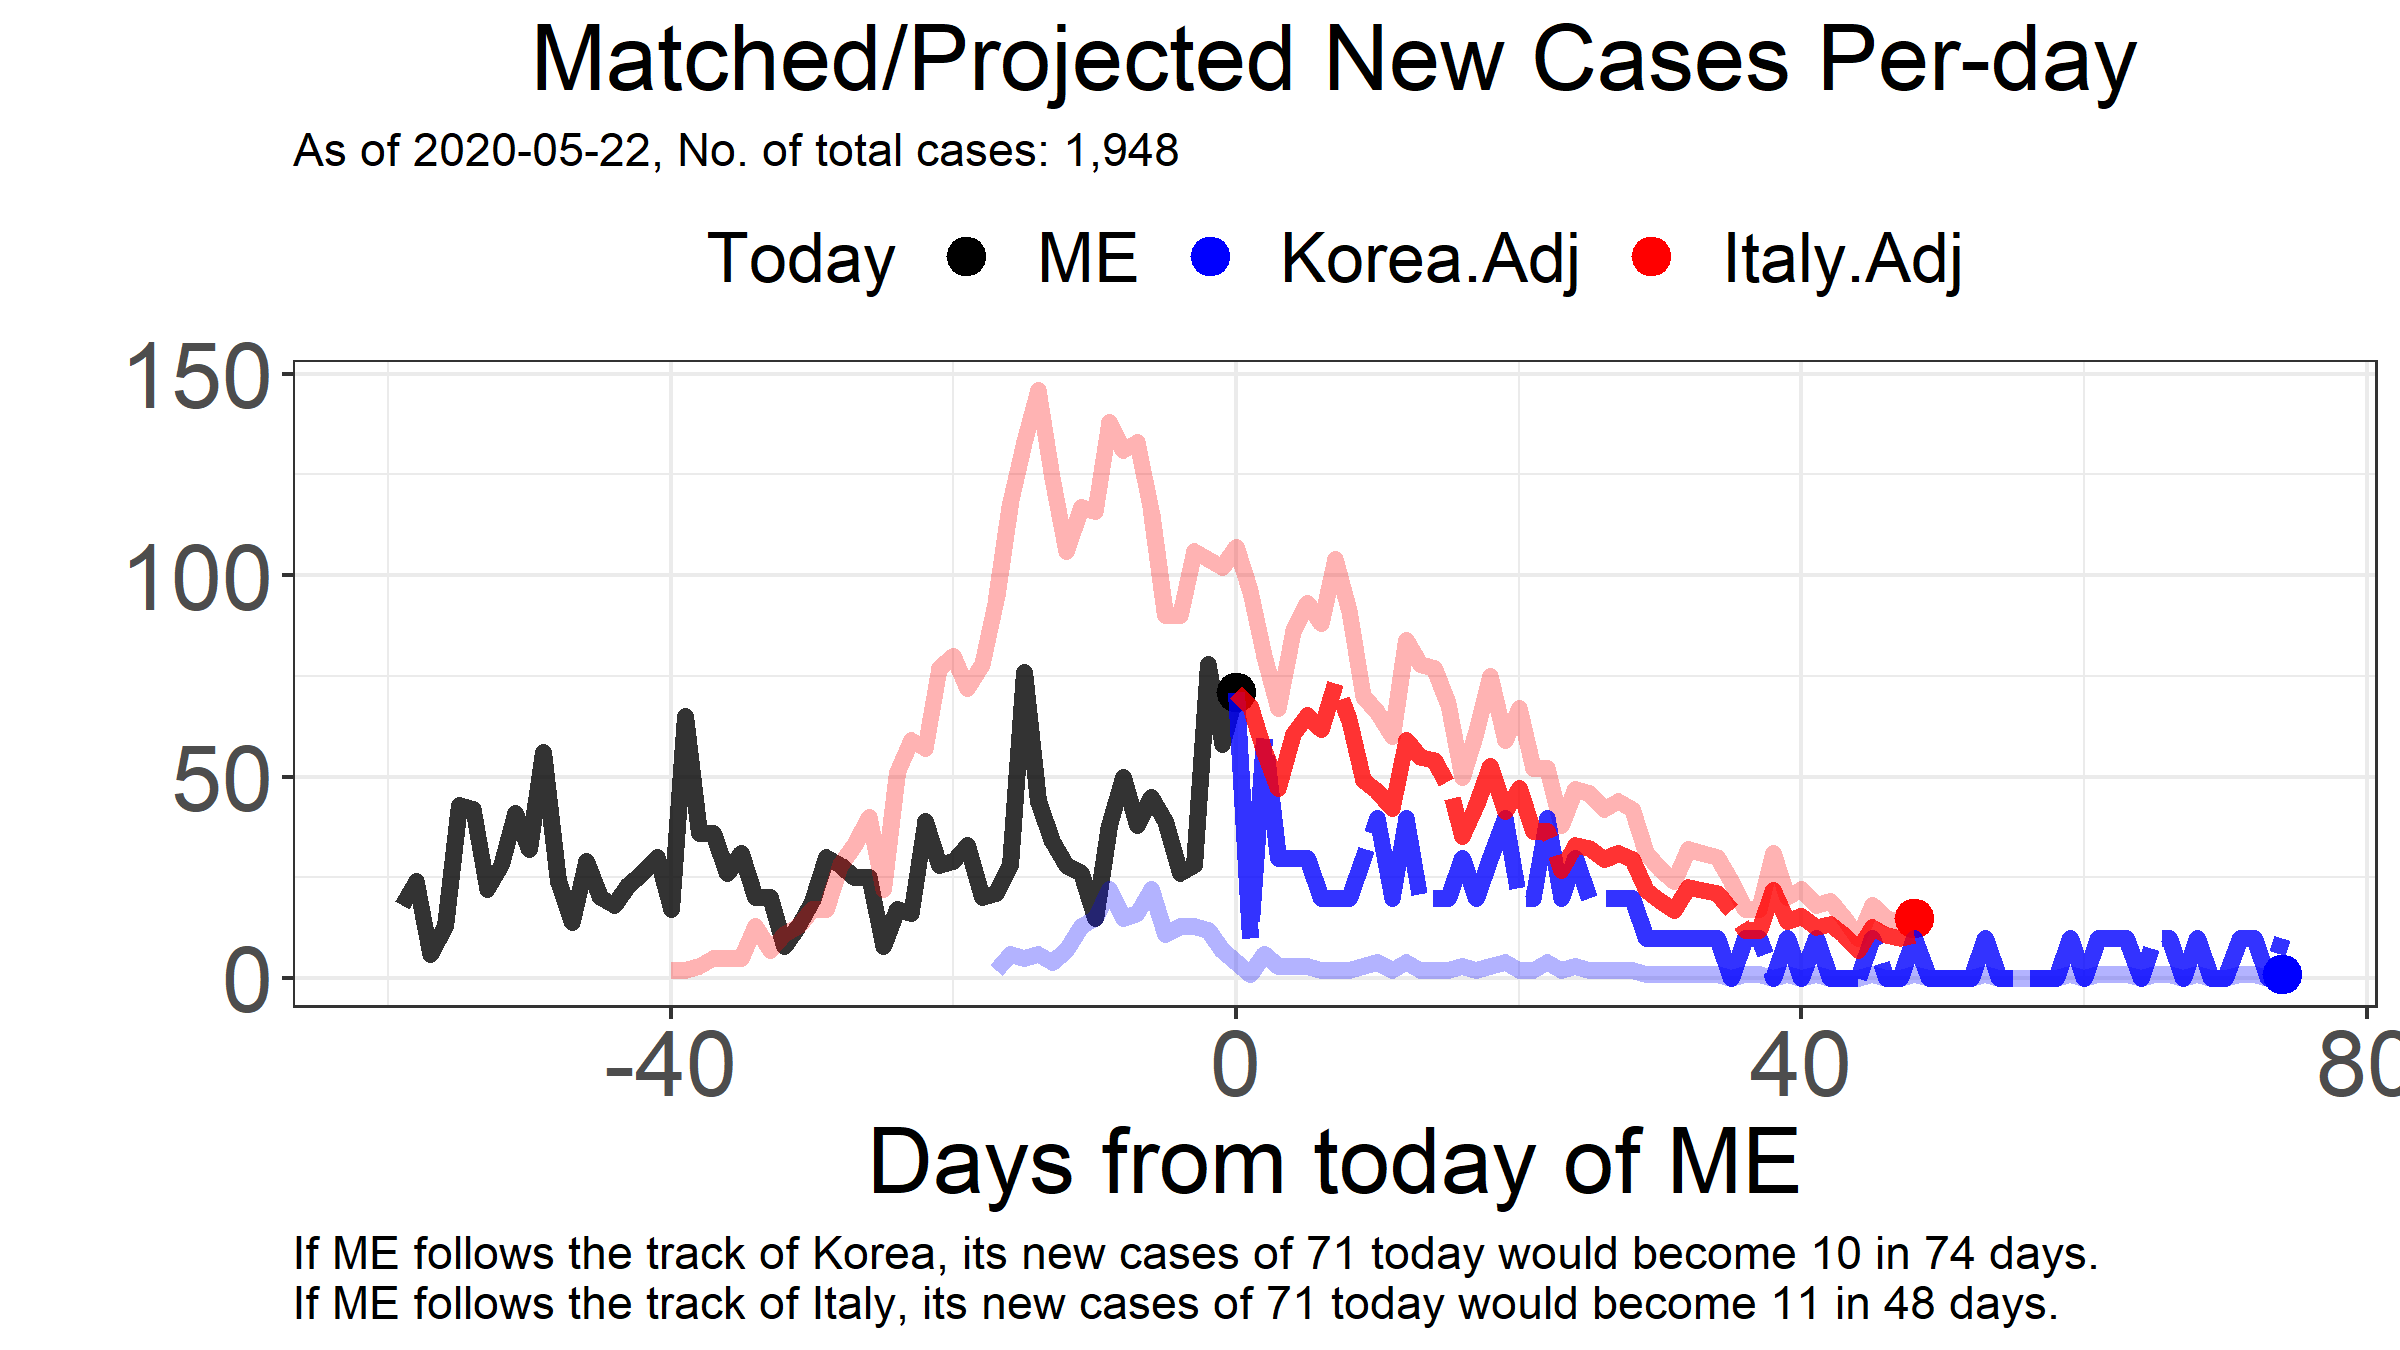 Matched/Projected New Cases Per-day
As of 2020-05-22, No. of total cases: 1,948
Today ME Korea.Adj Italy.Adj
150
100
50
0
-40 0 40 80
Days from today of ME
If ME follows the track of Korea, its new cases of 71 today would become 10 in 74 days.
If ME follows the track of Italy, its new cases of 71 today would become 11 in 48 days.